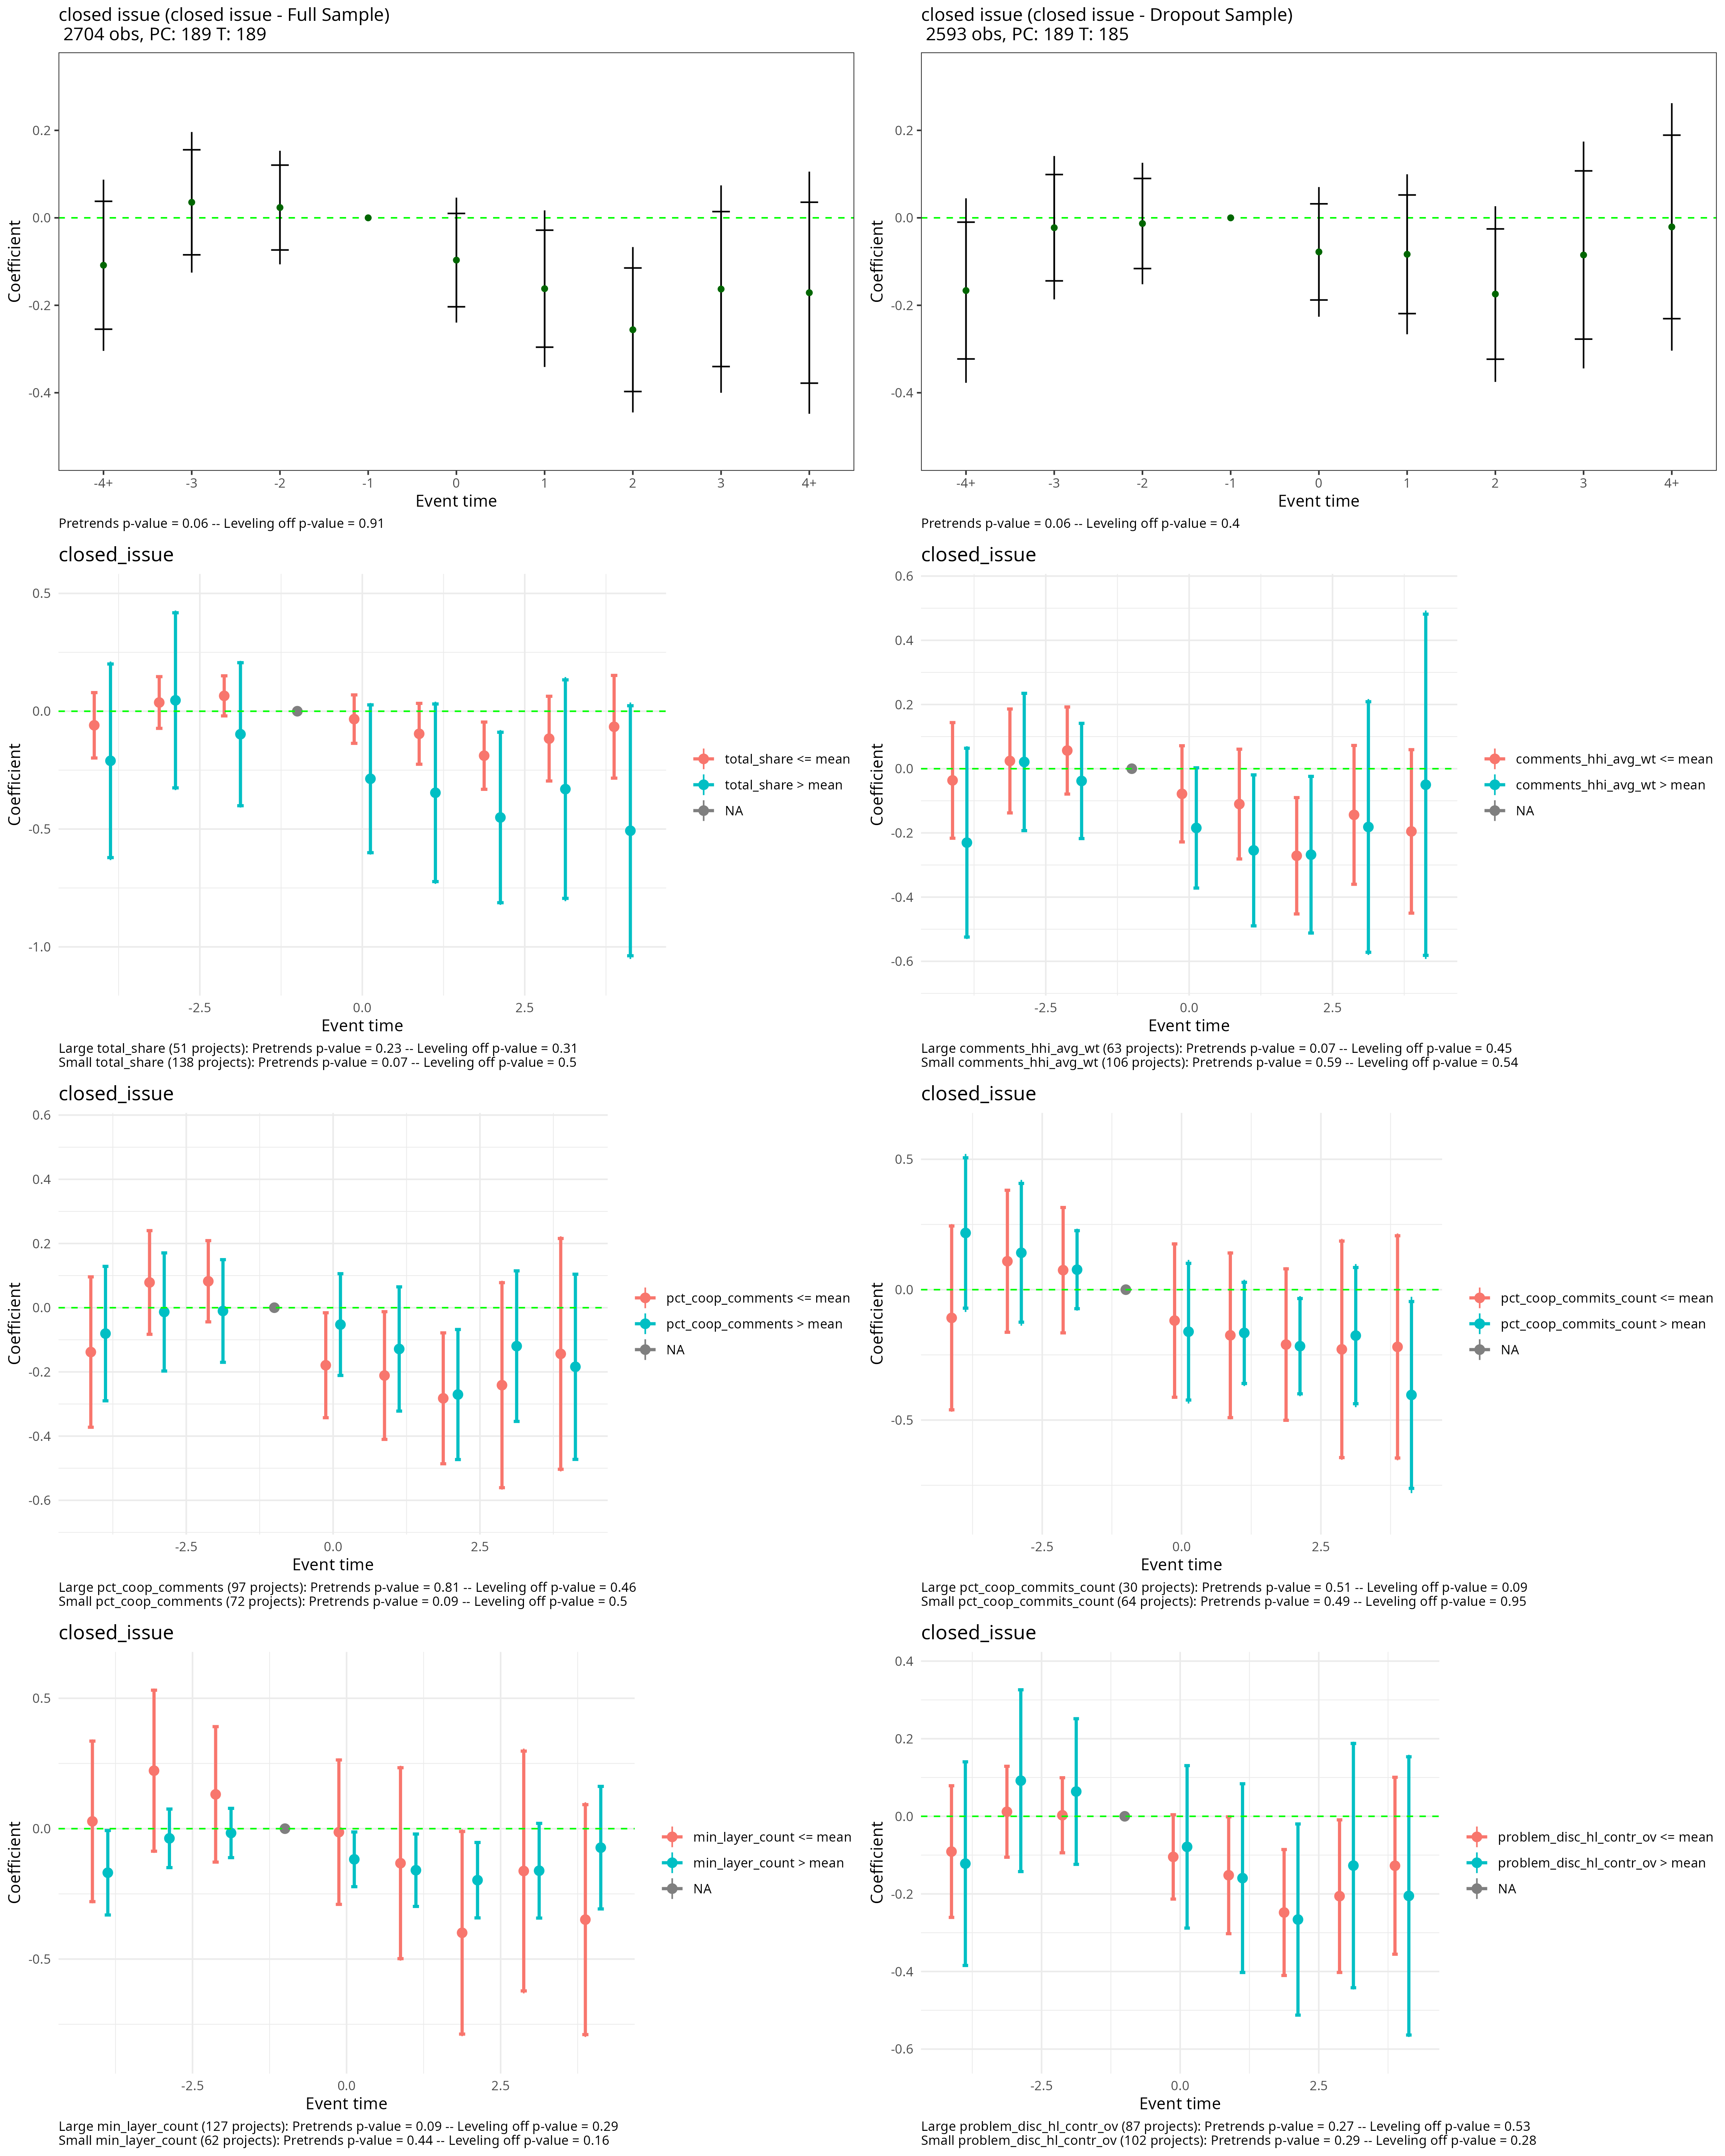 closed issue (closed issue - Full Sample)
2704 obs, PC: 189 T: 189
Coefficient
0.2
0.0
-0.2
-0.4
-4+ -3 -2 -1 0 1 2 3 4+
Event time
Pretrends p-value = 0.06 -- Leveling off p-value = 0.91
closed issue (closed issue - Dropout Sample)
2593 obs, PC: 189 T: 185
Coefficient
0.2
0.0
-0.2
-0.4
-4+ -3 -2 -1 0 1 2 3 4+
Event time
Pretrends p-value = 0.06 -- Leveling off p-value = 0.4
closed_issue
Coefficient
0.5
0.0
-0.5
-1.0
-2.5 0.0 2.5
Event time
total_share <= mean
total_share > mean
NA
Large total_share (51 projects): Pretrends p-value = 0.23 -- Leveling off p-value = 0.31
Small total_share (138 projects): Pretrends p-value = 0.07 -- Leveling off p-value = 0.5
closed_issue
Coefficient
0.6
0.4
0.2
0.0
-0.2
-0.4
-0.6
-2.5 0.0 2.5
Event time
comments_hhi_avg_wt <= mean
comments_hhi_avg_wt > mean
NA
Large comments_hhi_avg_wt (63 projects): Pretrends p-value = 0.07 -- Leveling off p-value = 0.45
Small comments_hhi_avg_wt (106 projects): Pretrends p-value = 0.59 -- Leveling off p-value = 0.54
closed_issue
Coefficient
0.6
0.4
0.2
0.0
-0.2
-0.4
-0.6
-2.5 0.0 2.5
Event time
pct_coop_comments <= mean
pct_coop_comments > mean
NA
Large pct_coop_comments (97 projects): Pretrends p-value = 0.81 -- Leveling off p-value = 0.46
Small pct_coop_comments (72 projects): Pretrends p-value = 0.09 -- Leveling off p-value = 0.5
closed_issue
Coefficient
0.5
0.0
-0.5
-2.5 0.0 2.5
Event time
pct_coop_commits_count <= mean
pct_coop_commits_count > mean
NA
Large pct_coop_commits_count (30 projects): Pretrends p-value = 0.51 -- Leveling off p-value = 0.09
Small pct_coop_commits_count (64 projects): Pretrends p-value = 0.49 -- Leveling off p-value = 0.95
closed_issue
Coefficient
0.5
0.0
-0.5
-2.5 0.0 2.5
Event time
min_layer_count <= mean
min_layer_count > mean
NA
Large min_layer_count (127 projects): Pretrends p-value = 0.09 -- Leveling off p-value = 0.29
Small min_layer_count (62 projects): Pretrends p-value = 0.44 -- Leveling off p-value = 0.16
closed_issue
Coefficient
0.4
0.2
0.0
-0.2
-0.4
-0.6
-2.5 0.0 2.5
Event time
problem_disc_hl_contr_ov <= mean
problem_disc_hl_contr_ov > mean
NA
Large problem_disc_hl_contr_ov (87 projects): Pretrends p-value = 0.27 -- Leveling off p-value = 0.53
Small problem_disc_hl_contr_ov (102 projects): Pretrends p-value = 0.29 -- Leveling off p-value = 0.28